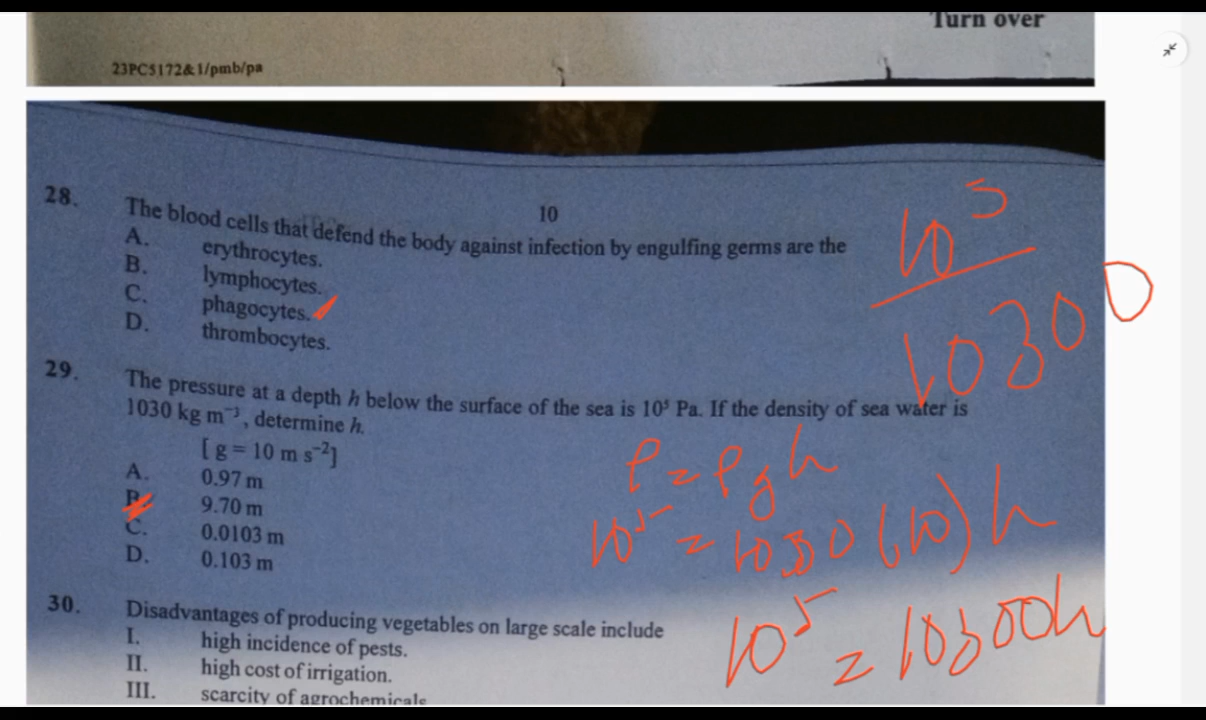 Turn over
23PC5172&1/pmb/pa
10
28. The blood cells that defend the body against infection by engulfing germs are the
A. erythrocytes.
B. lymphocytes.
C. phagocytes.
D. thrombocytes.
10⁵
10300
29. The pressure at a depth h below the surface of the sea is 10⁵ Pa. If the density of sea water is
1030 kg m⁻³, determine h.
[ g = 10 m s⁻²]
A. 0.97 m
B. 9.70 m
C. 0.0103 m
D. 0.103 m
P = ρgh
10⁵ = 1030 (10) h
10⁵ = 10300h
30. Disadvantages of producing vegetables on large scale include
I. high incidence of pests.
II. high cost of irrigation.
III. scarcity of agrochemicals